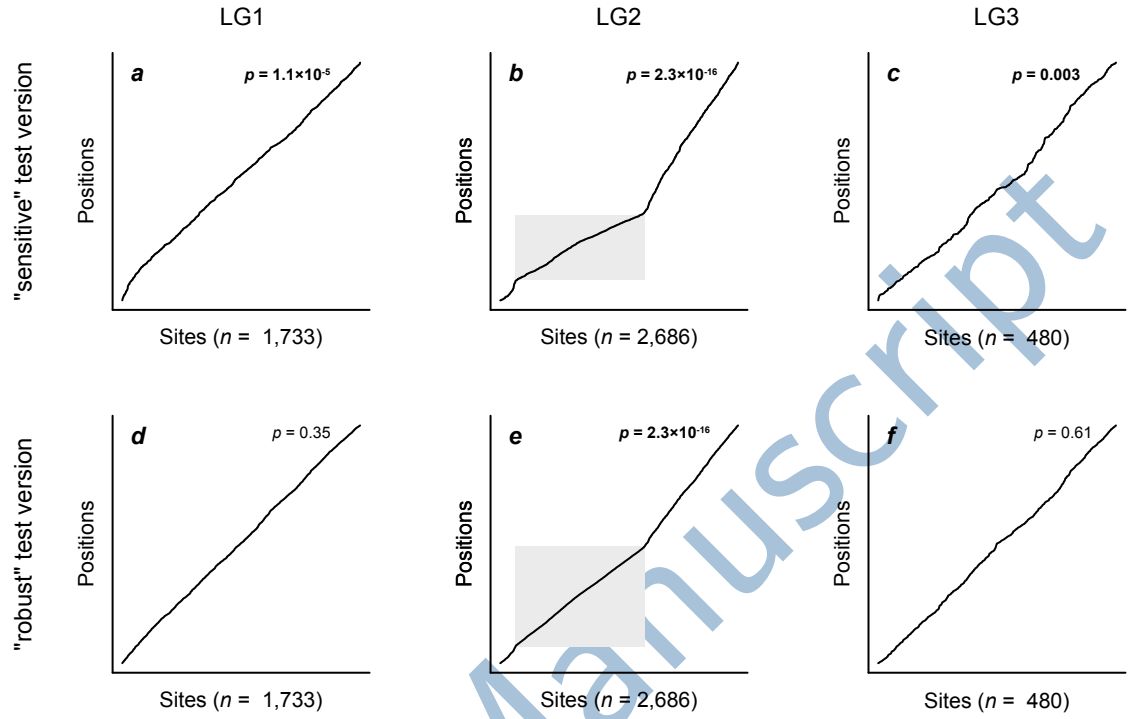 LG1 LG2 LG3
"sensitive" test version
a p = 1.1×10-5
b p = 2.3×10-16
c p = 0.003
Positions Positions Positions
Sites (n = 1,733) Sites (n = 2,686) Sites (n = 480)
"robust" test version
d p = 0.35
e p = 2.3×10-16
f p = 0.61
Positions Positions Positions
Sites (n = 1,733) Sites (n = 2,686) Sites (n = 480)
Manuscript